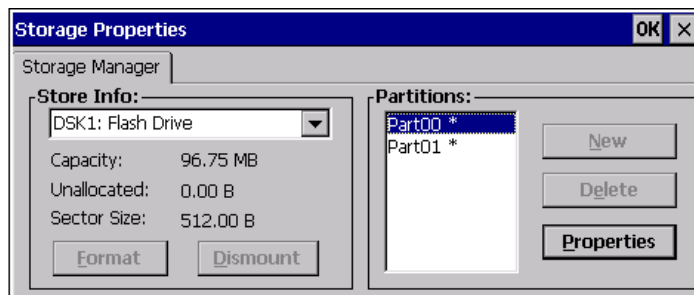 Storage Properties OK ×
Storage Manager
Store Info:
DSK1: Flash Drive
Capacity: 96.75 MB
Unallocated: 0.00 B
Sector Size: 512.00 B
Format Dismount
Partitions:
Part00 *
Part01 *
New
Delete
Properties